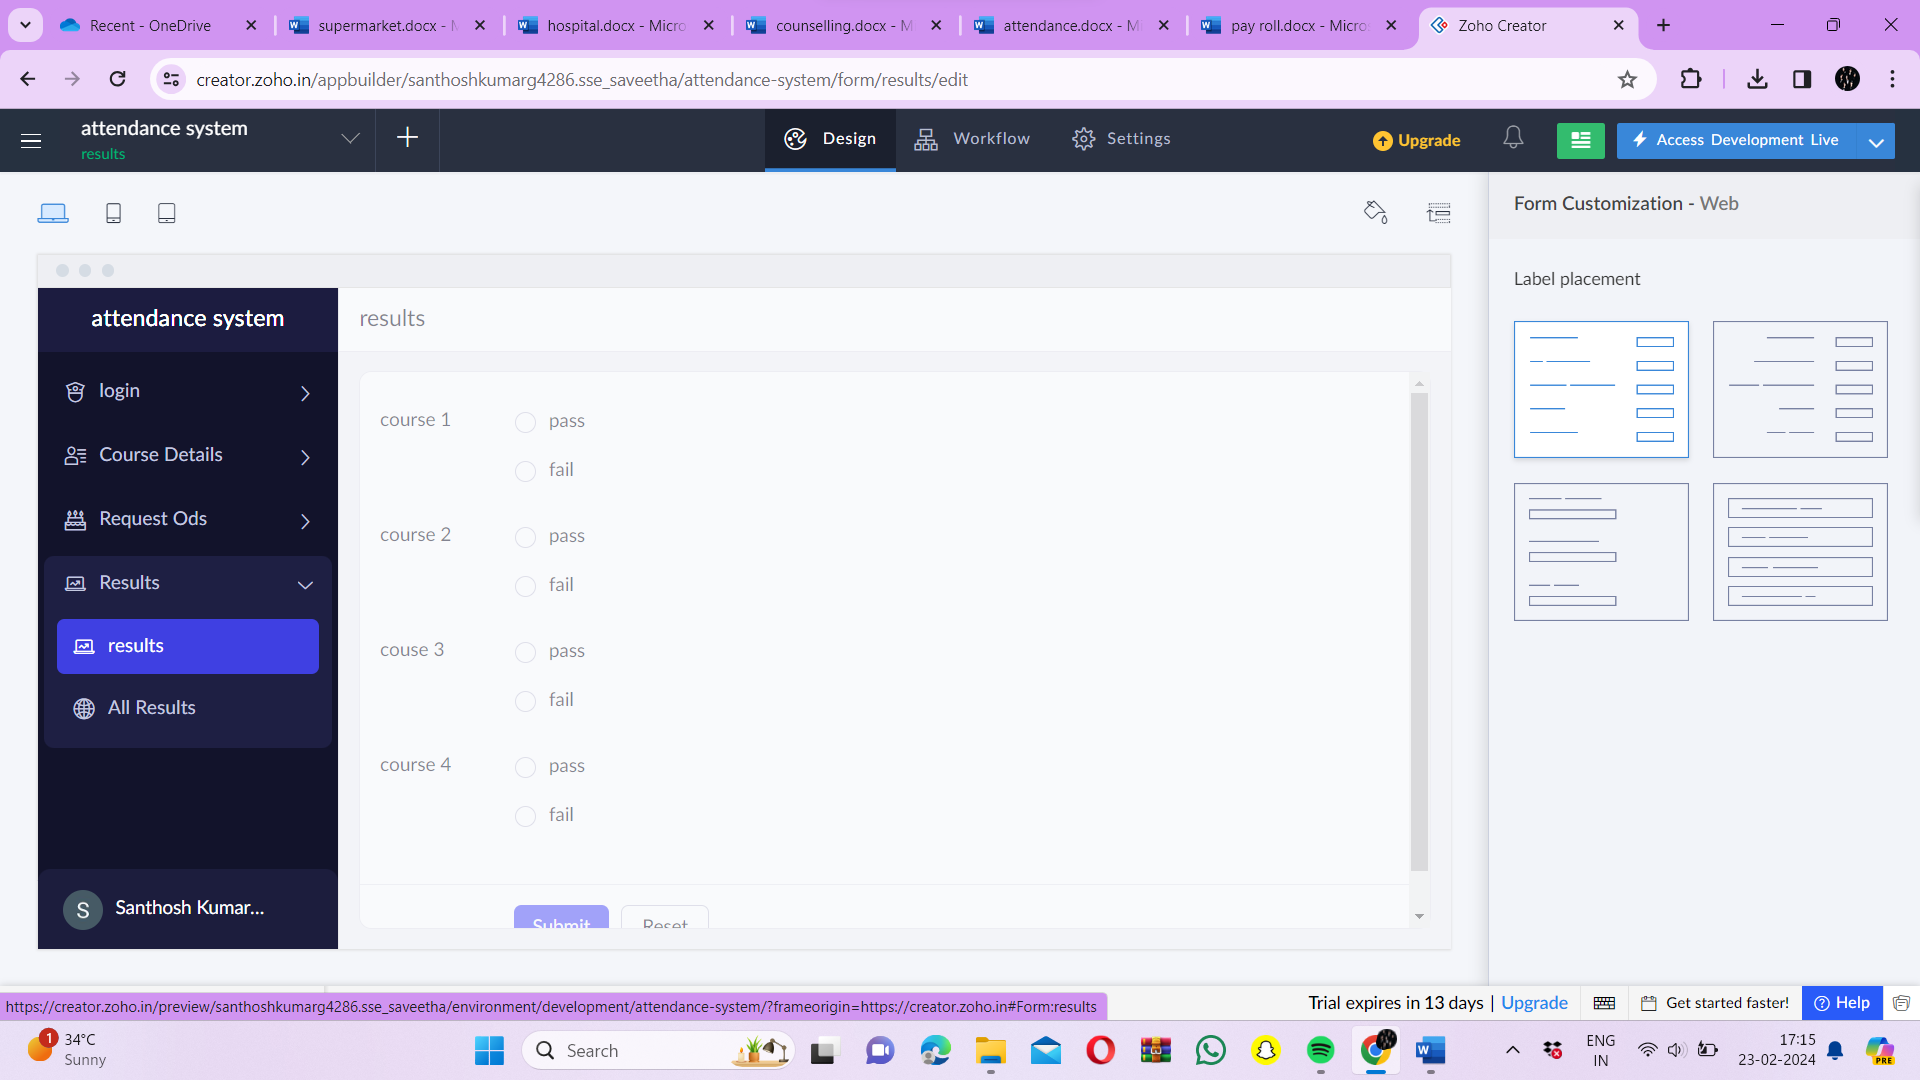 Recent - OneDrive
supermarket.docx - M
hospital.docx - Micro
counselling.docx - M
attendance.docx - Mi
pay roll.docx - Micro
Zoho Creator
creator.zoho.in/appbuilder/santhoshkumarg4286.sse_saveetha/attendance-system/form/results/edit
attendance system
results
Design
Workflow
Settings
Upgrade
Access Development Live
Form Customization - Web
Label placement
attendance system
login
Course Details
Request Ods
Results
results
All Results
S
Santhosh Kumar...
results
course 1
pass
fail
course 2
pass
fail
couse 3
pass
fail
course 4
pass
fail
Submit
Reset
https://creator.zoho.in/preview/santhoshkumarg4286.sse_saveetha/environment/development/attendance-system/?frameorigin=https://creator.zoho.in#Form:results
Trial expires in 13 days | Upgrade
Get started faster!
Help
1
34°C
Sunny
Search
ENG
IN
17:15
23-02-2024
PRE